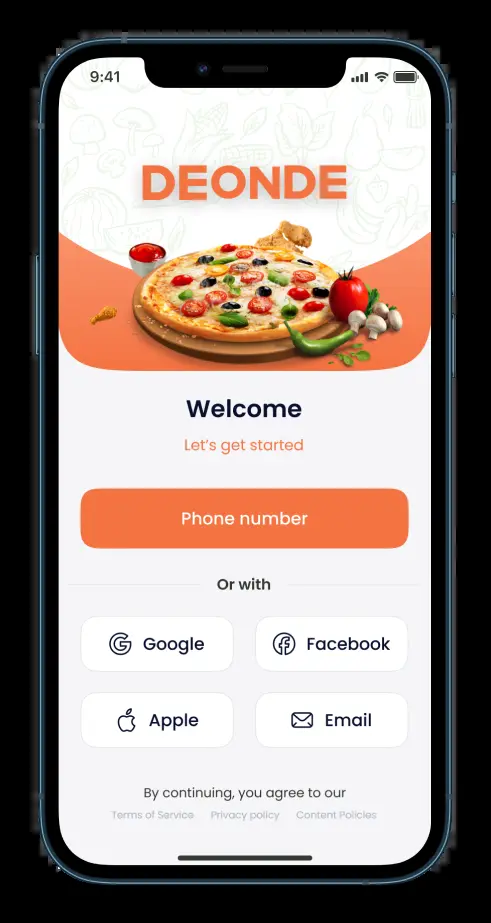 9:41
DEONDE
Welcome
Let's get started
Phone number
Or with
Google Facebook
Apple Email
By continuing, you agree to our
Terms of Service Privacy policy Content Policies